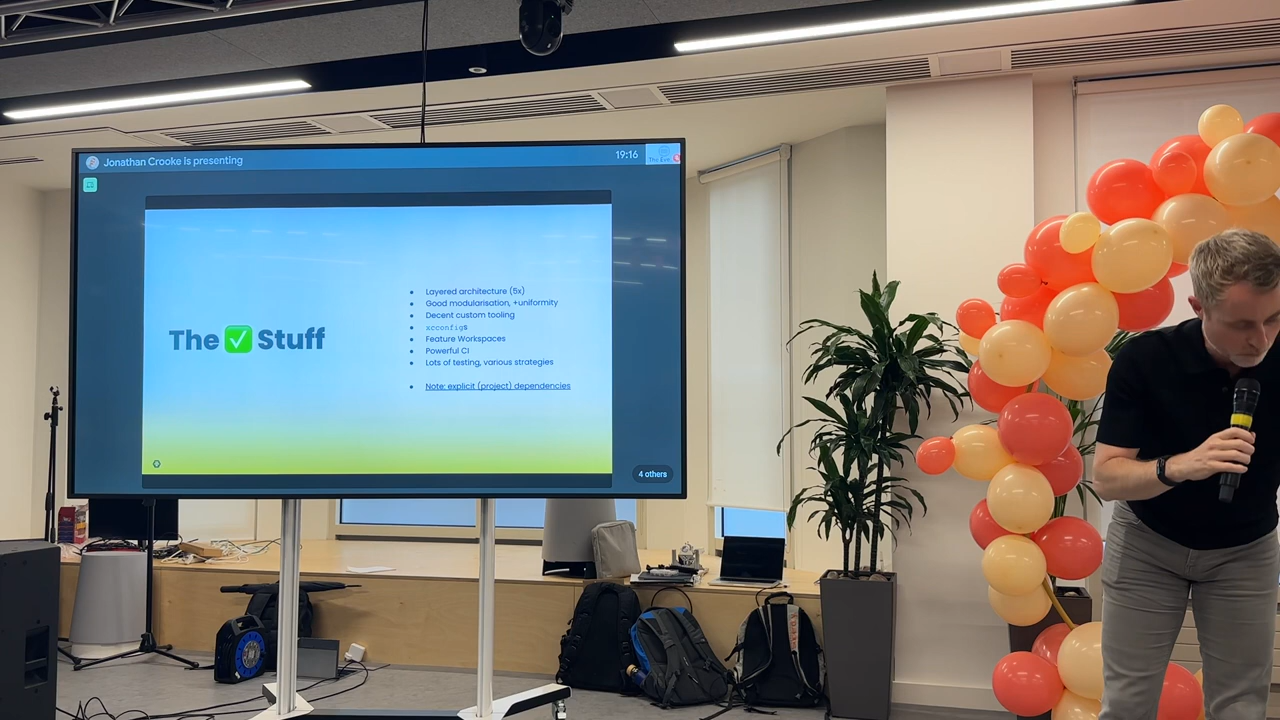 Jonathan Crooke is presenting
19:16
The ✅ Stuff
• Layered architecture (5x)
• Good modularisation, +uniformity
• Decent custom tooling
• xcconfigs
• Feature Workspaces
• Powerful CI
• Lots of testing, various strategies
• Note: explicit (project) dependencies
4 others